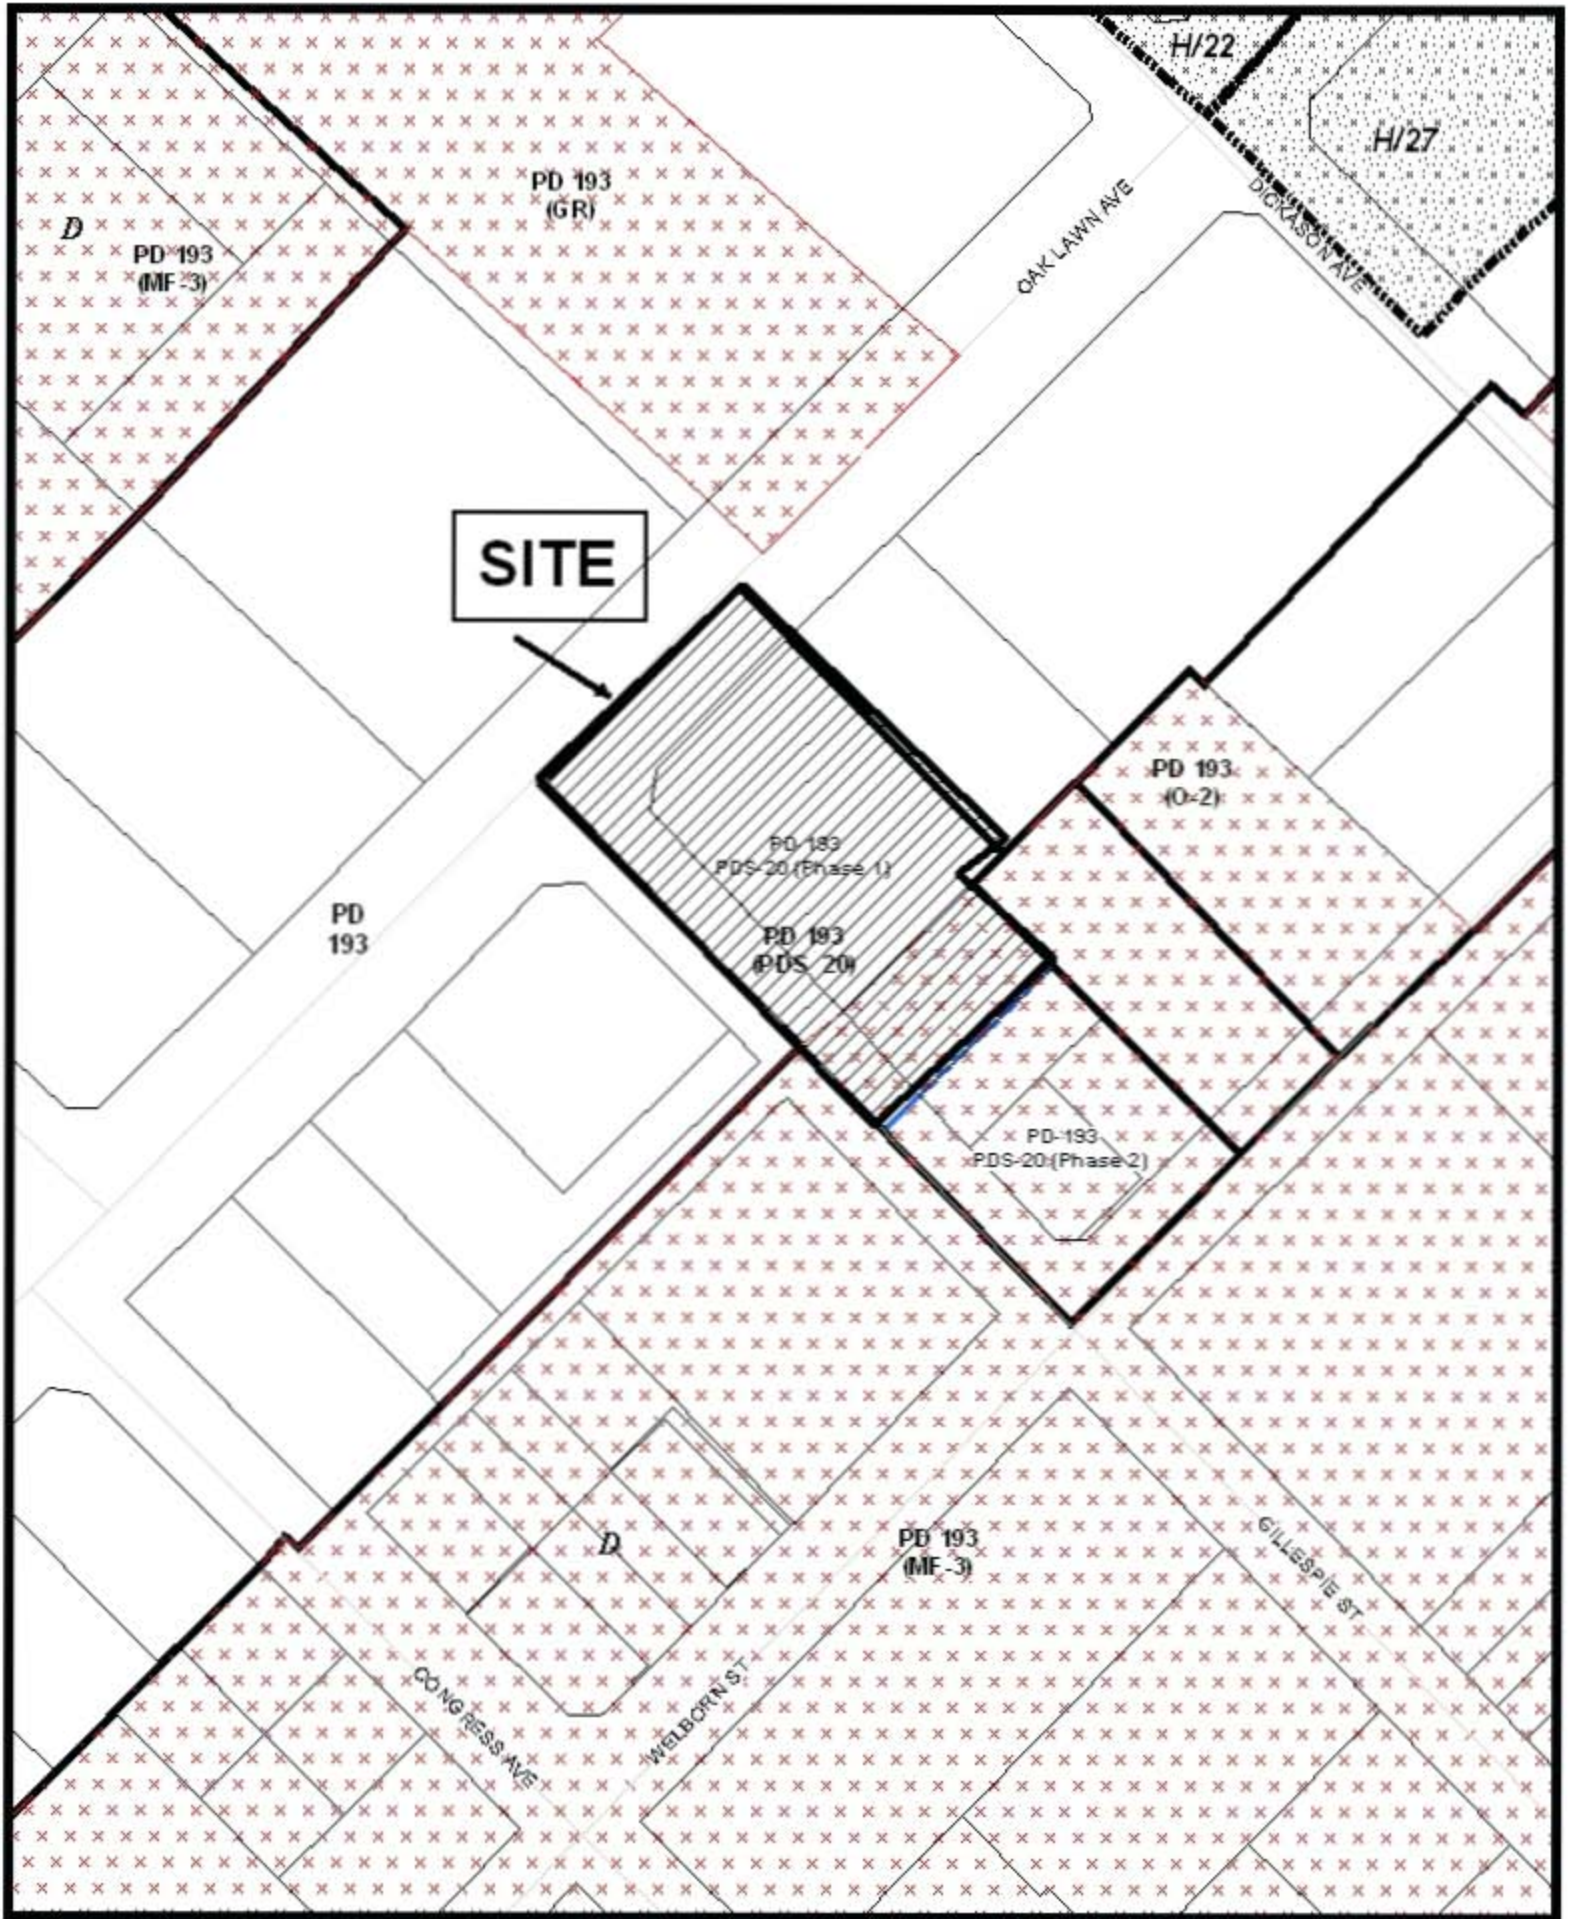 H/22
H/27
PD 193
(GR)
D
PD 193
(MF-3)
OAK LAWN AVE
DICKASON AVE
SITE
PD 193
(O-2)
PD-193
PDS-20 (Phase 1)
PD
193
PD 193
(PDS 20)
PD-193
PDS-20 (Phase 2)
D
PD 193
(MF-3)
GILLESPIE ST
CONGRESS AVE
WELBORN ST